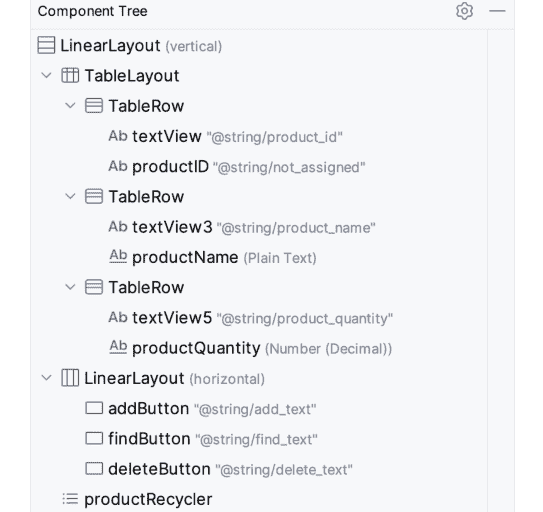 Component Tree
LinearLayout (vertical)
TableLayout
TableRow
Ab textView "@string/product_id"
Ab productID "@string/not_assigned"
TableRow
Ab textView3 "@string/product_name"
Ab productName (Plain Text)
TableRow
Ab textView5 "@string/product_quantity"
Ab productQuantity (Number (Decimal))
LinearLayout (horizontal)
addButton "@string/add_text"
findButton "@string/find_text"
deleteButton "@string/delete_text"
productRecycler